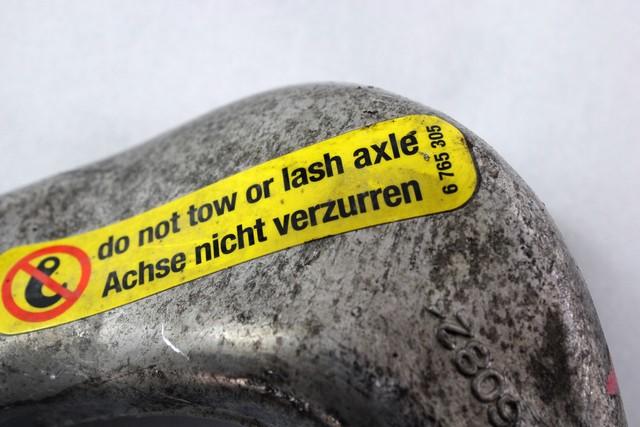 do not tow or lash axle
Achse nicht verzurren
6 765 305